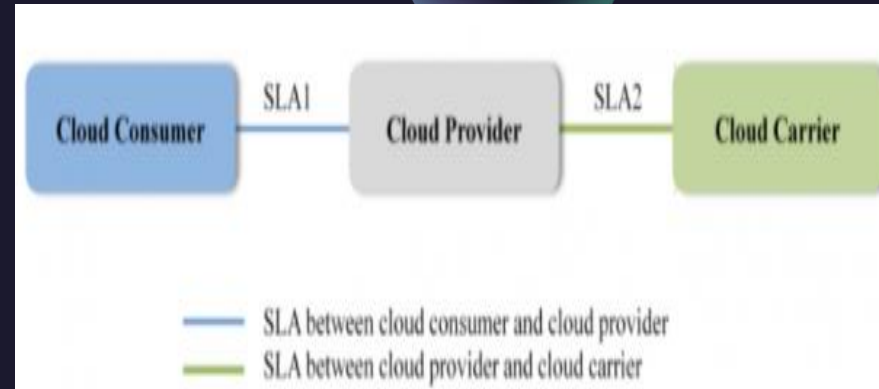 SLA1
SLA2
Cloud Consumer
Cloud Provider
Cloud Carrier
SLA between cloud consumer and cloud provider
SLA between cloud provider and cloud carrier